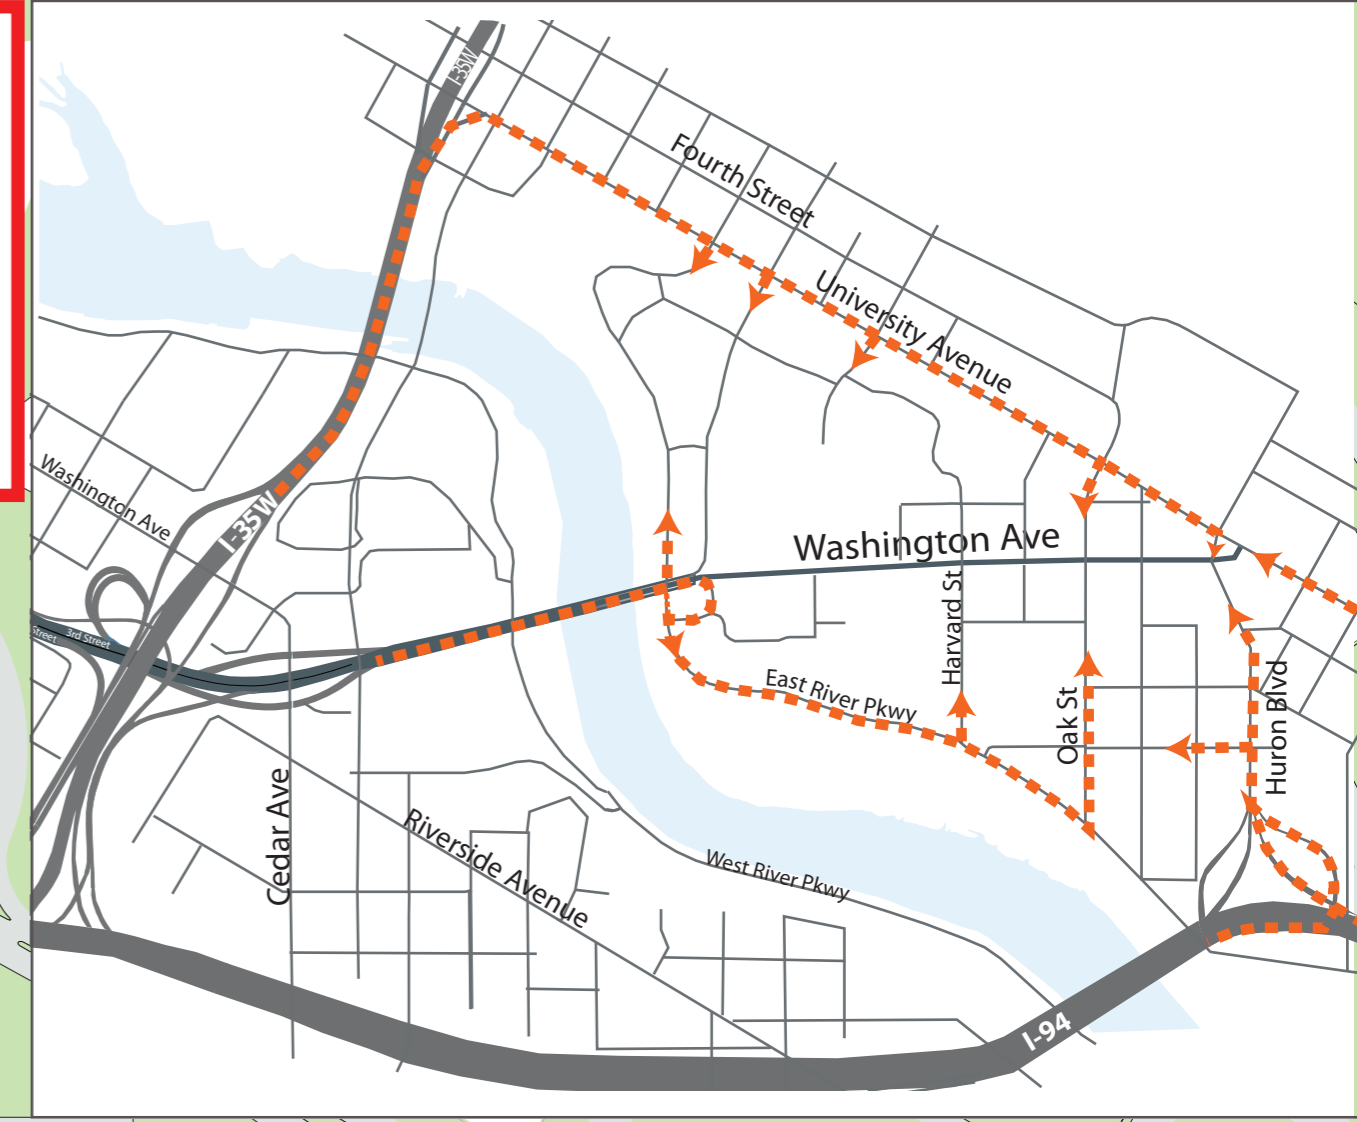 I-35W
Fourth Street
University Avenue
Washington Ave
I-35W
Washington Ave
Street
3rd Street
Harvard St
East River Pkwy
Oak St
Huron Blvd
Cedar Ave
Riverside Avenue
West River Pkwy
I-94